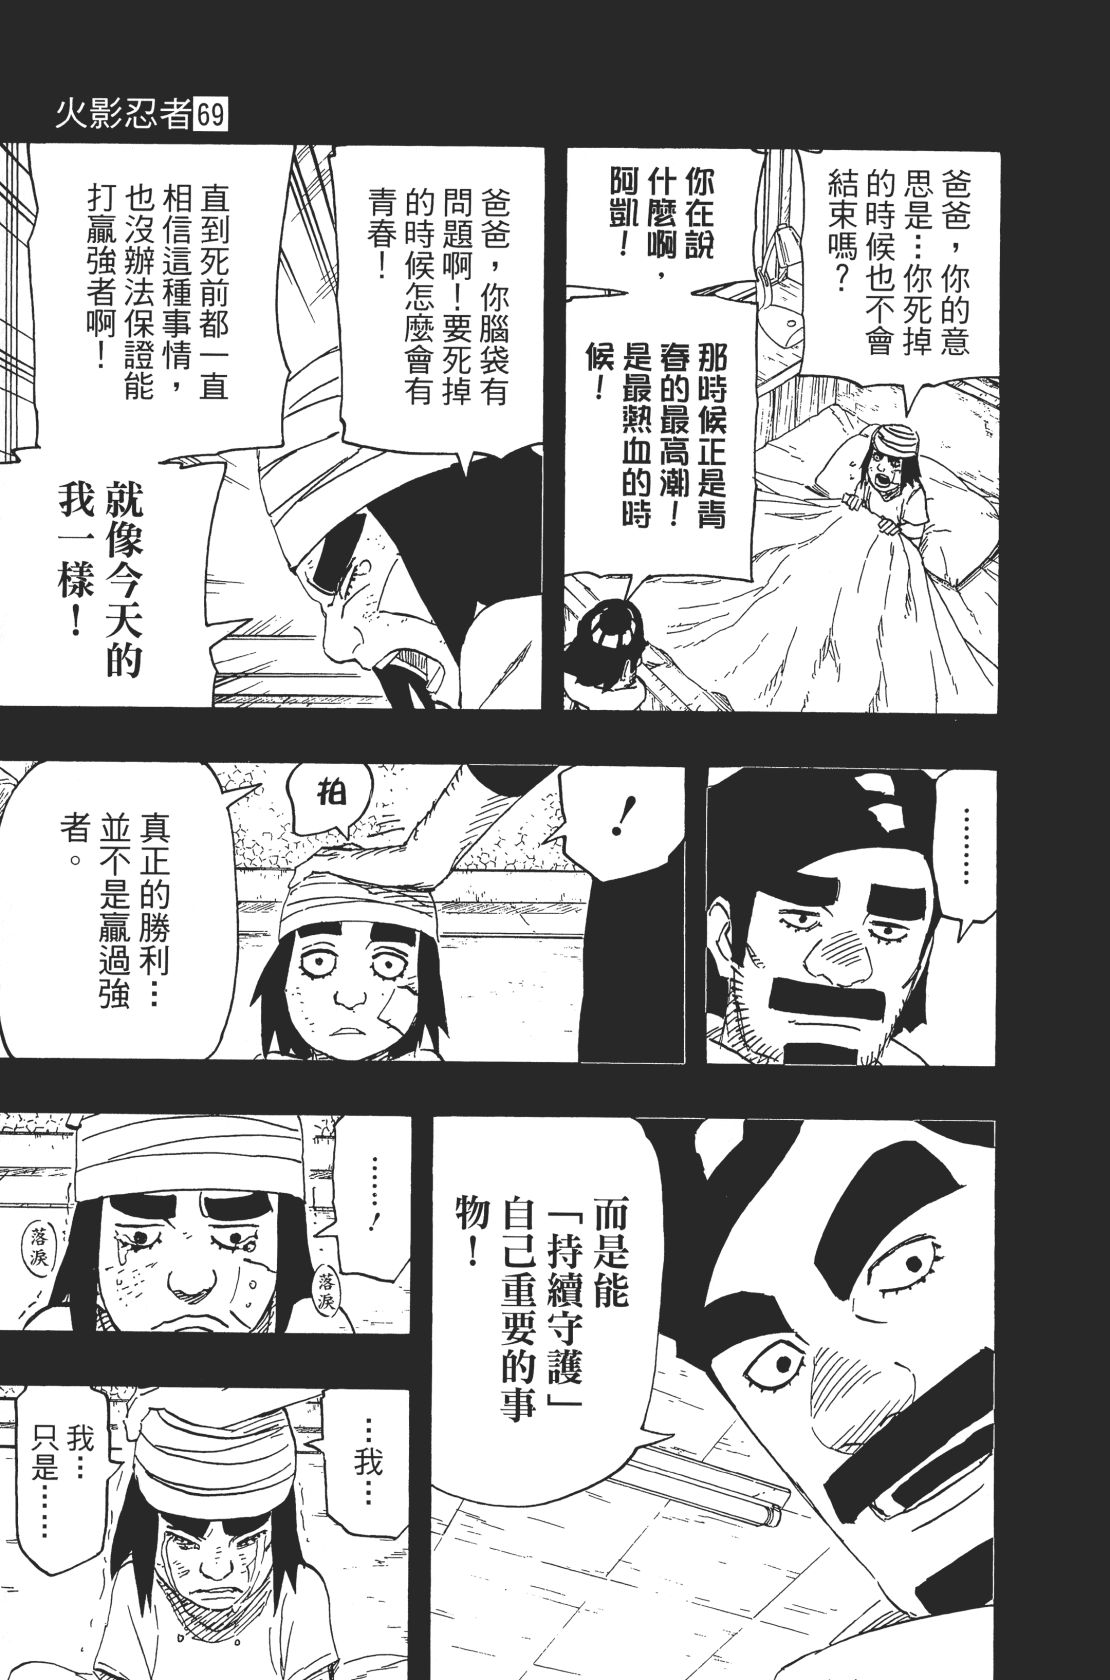 火影忍者69
爸爸，你的意
思是…你死掉
的時候也不會
結束嗎？
你在說
什麼啊，
阿凱！
那時候正是青
春的最高潮！
是最熱血的時
候！
爸爸，你腦袋有
問題啊！要死掉
的時候怎麼會有
青春！
直到死前都一直
相信這種事情，
也沒辦法保證能
打贏強者啊！
就像今天的
我一樣！
………
！
拍
真正的勝利…
並不是贏過強
者。
而是能
「持續守護」
自己重要的事
物！
……！
落淚
落淚
…我…
我…
只是……